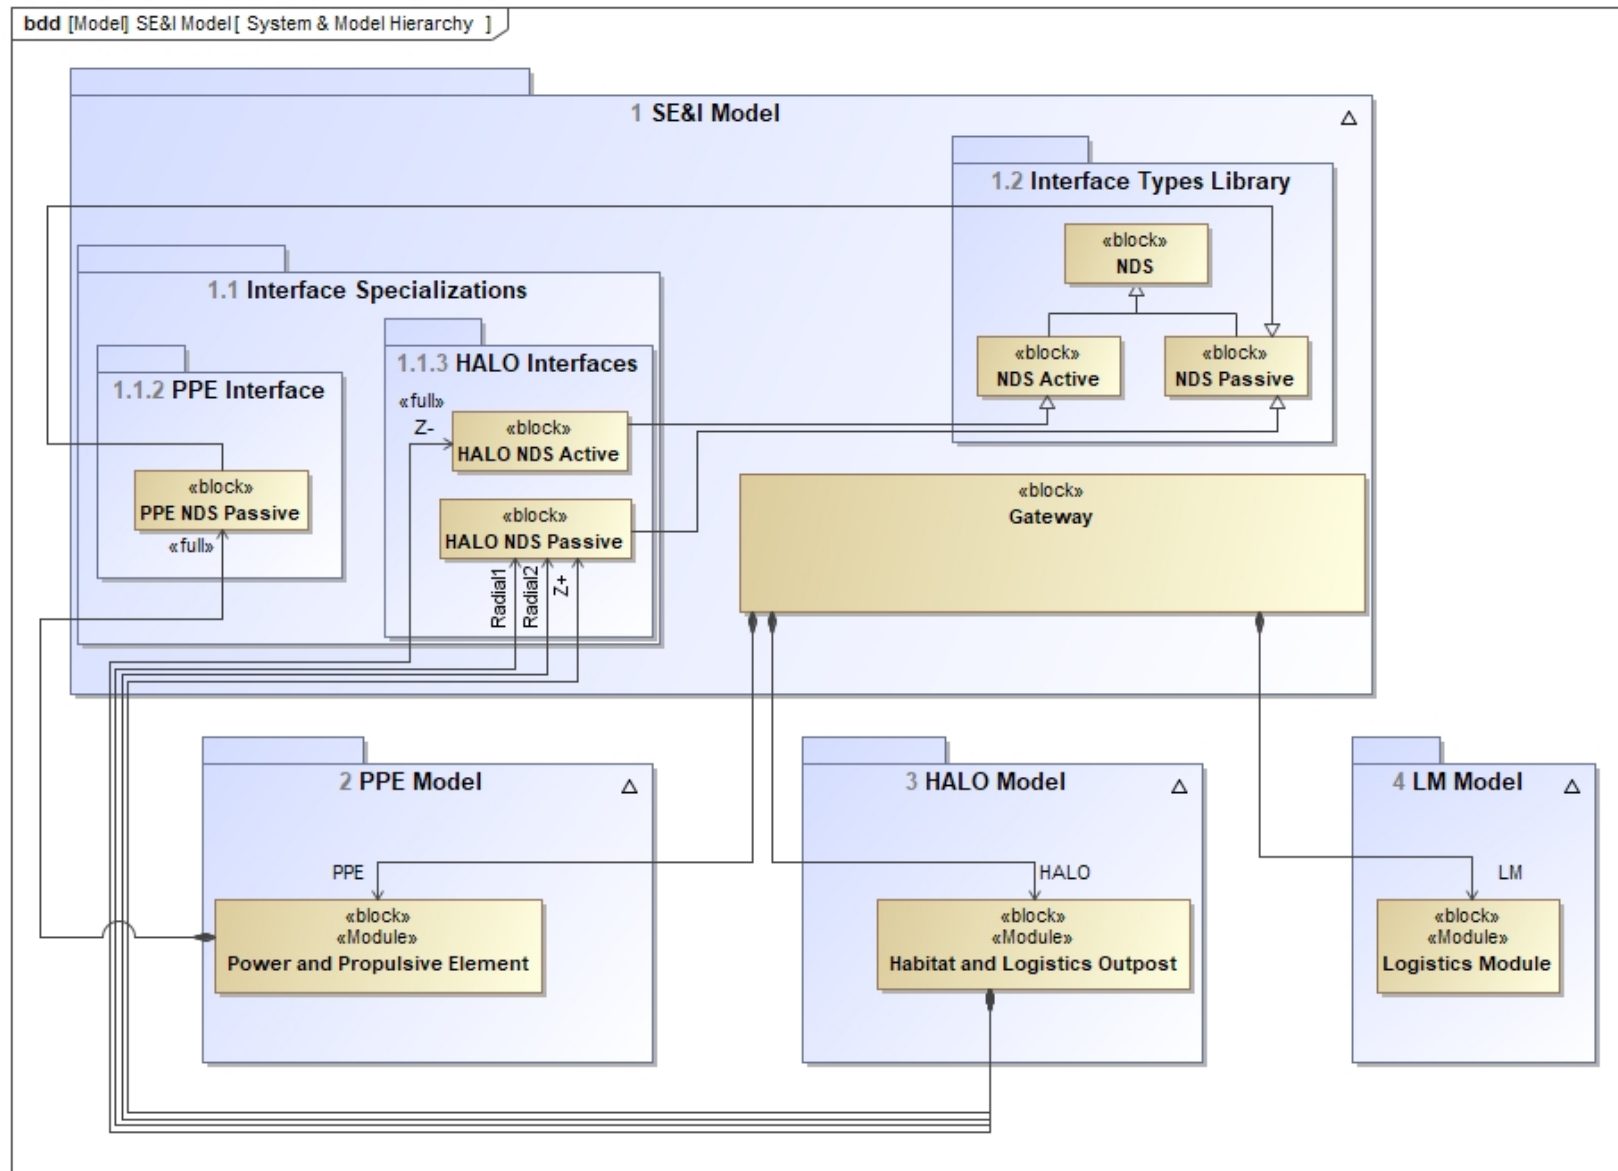 bdd [Model] SE&I Model[ System & Model Hierarchy ]
1 SE&I Model
1.2 Interface Types Library
«block»
NDS
«block»
NDS Active
«block»
NDS Passive
1.1 Interface Specializations
1.1.2 PPE Interface
«block»
PPE NDS Passive
«full»
1.1.3 HALO Interfaces
«full»
Z-
«block»
HALO NDS Active
«block»
HALO NDS Passive
Radial1
Radial2
Z+
«block»
Gateway
2 PPE Model
PPE
«block»
«Module»
Power and Propulsive Element
3 HALO Model
HALO
«block»
«Module»
Habitat and Logistics Outpost
4 LM Model
LM
«block»
«Module»
Logistics Module